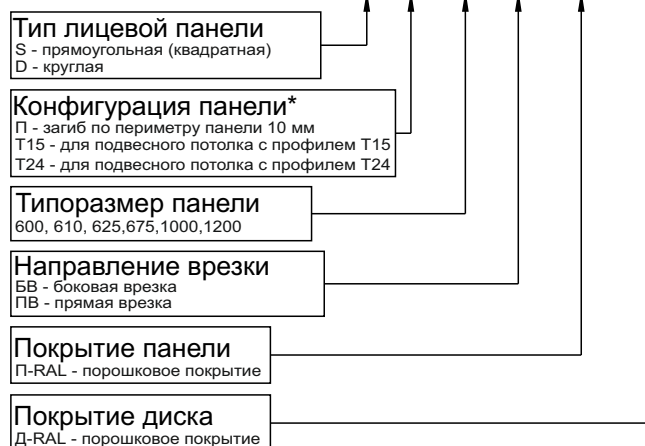 Тип лицевой панели
S - прямоугольная (квадратная)
D - круглая
Конфигурация панели*
П - загиб по периметру панели 10 мм
Т15 - для подвесного потолка с профилем Т15
Т24 - для подвесного потолка с профилем Т24
Типоразмер панели
600, 610, 625,675,1000,1200
Направление врезки
БВ - боковая врезка
ПВ - прямая врезка
Покрытие панели
П-RAL - порошковое покрытие
Покрытие диска
Д-RAL - порошковое покрытие